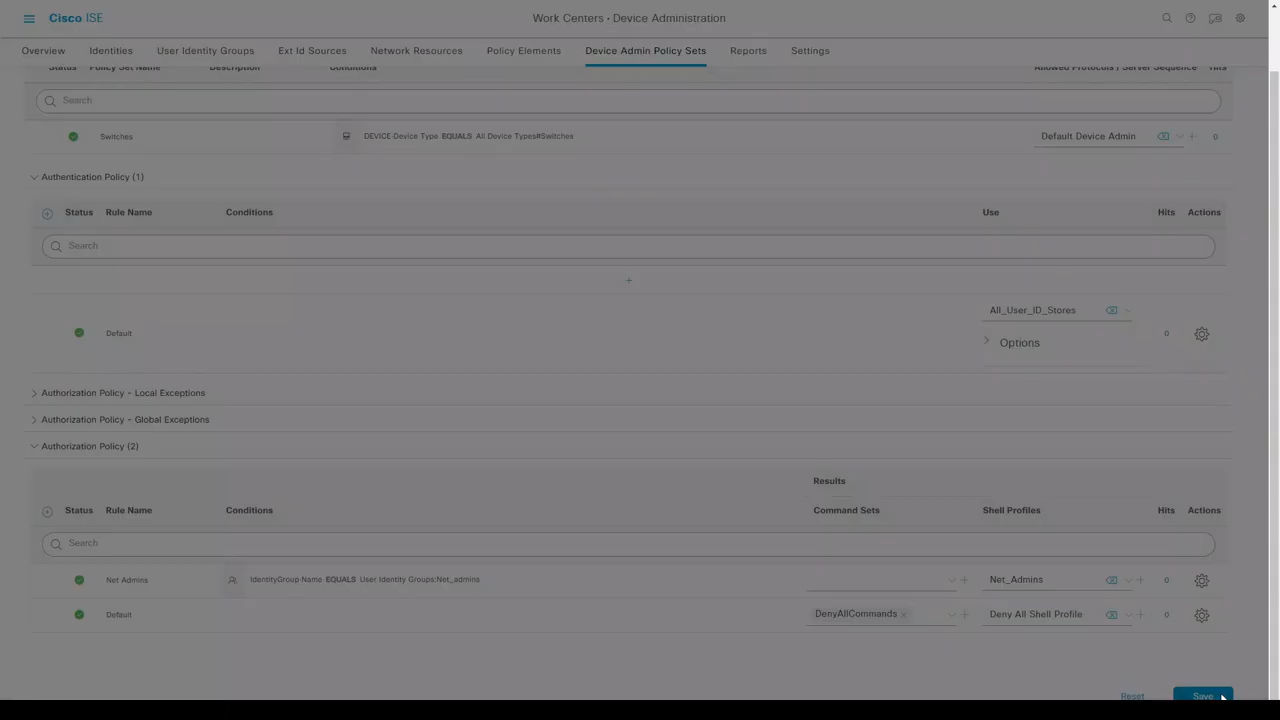 Cisco ISE
Work Centers · Device Administration
Overview Identities User Identity Groups Ext Id Sources Network Resources Policy Elements Device Admin Policy Sets Reports Settings
Status Policy Set Name Description Conditions Allowed Protocols / Server Sequence Hits
Search
Switches DEVICE·Device Type EQUALS All Device Types#Switches Default Device Admin 0
Authentication Policy (1)
Status Rule Name Conditions Use Hits Actions
Search
+
All_User_ID_Stores
Default 0
Options
Authorization Policy - Local Exceptions
Authorization Policy - Global Exceptions
Authorization Policy (2)
Results
Status Rule Name Conditions Command Sets Shell Profiles Hits Actions
Search
Net Admins IdentityGroup·Name EQUALS User Identity Groups:Net_admins Net_Admins 0
Default DenyAllCommands Deny All Shell Profile 0
Reset Save